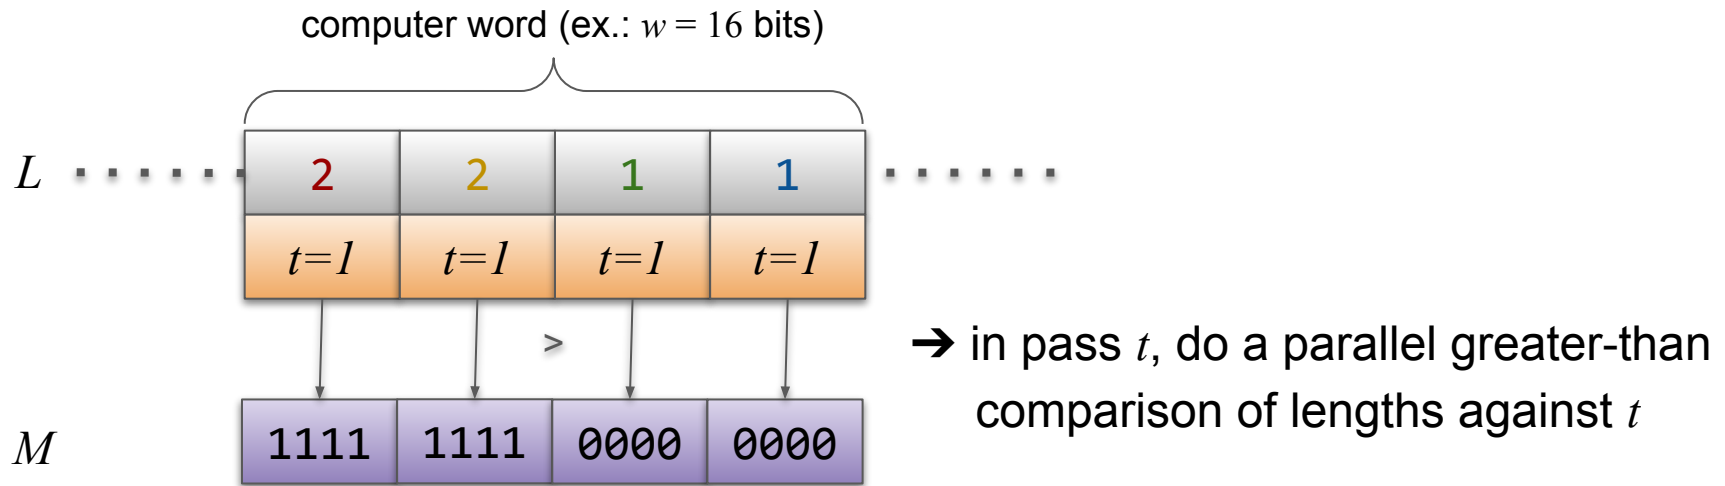 computer word (ex.: w = 16 bits)
L 2 2 1 1
t=1 t=1 t=1 t=1
>
➔ in pass t, do a parallel greater-than
comparison of lengths against t
M 1111 1111 0000 0000